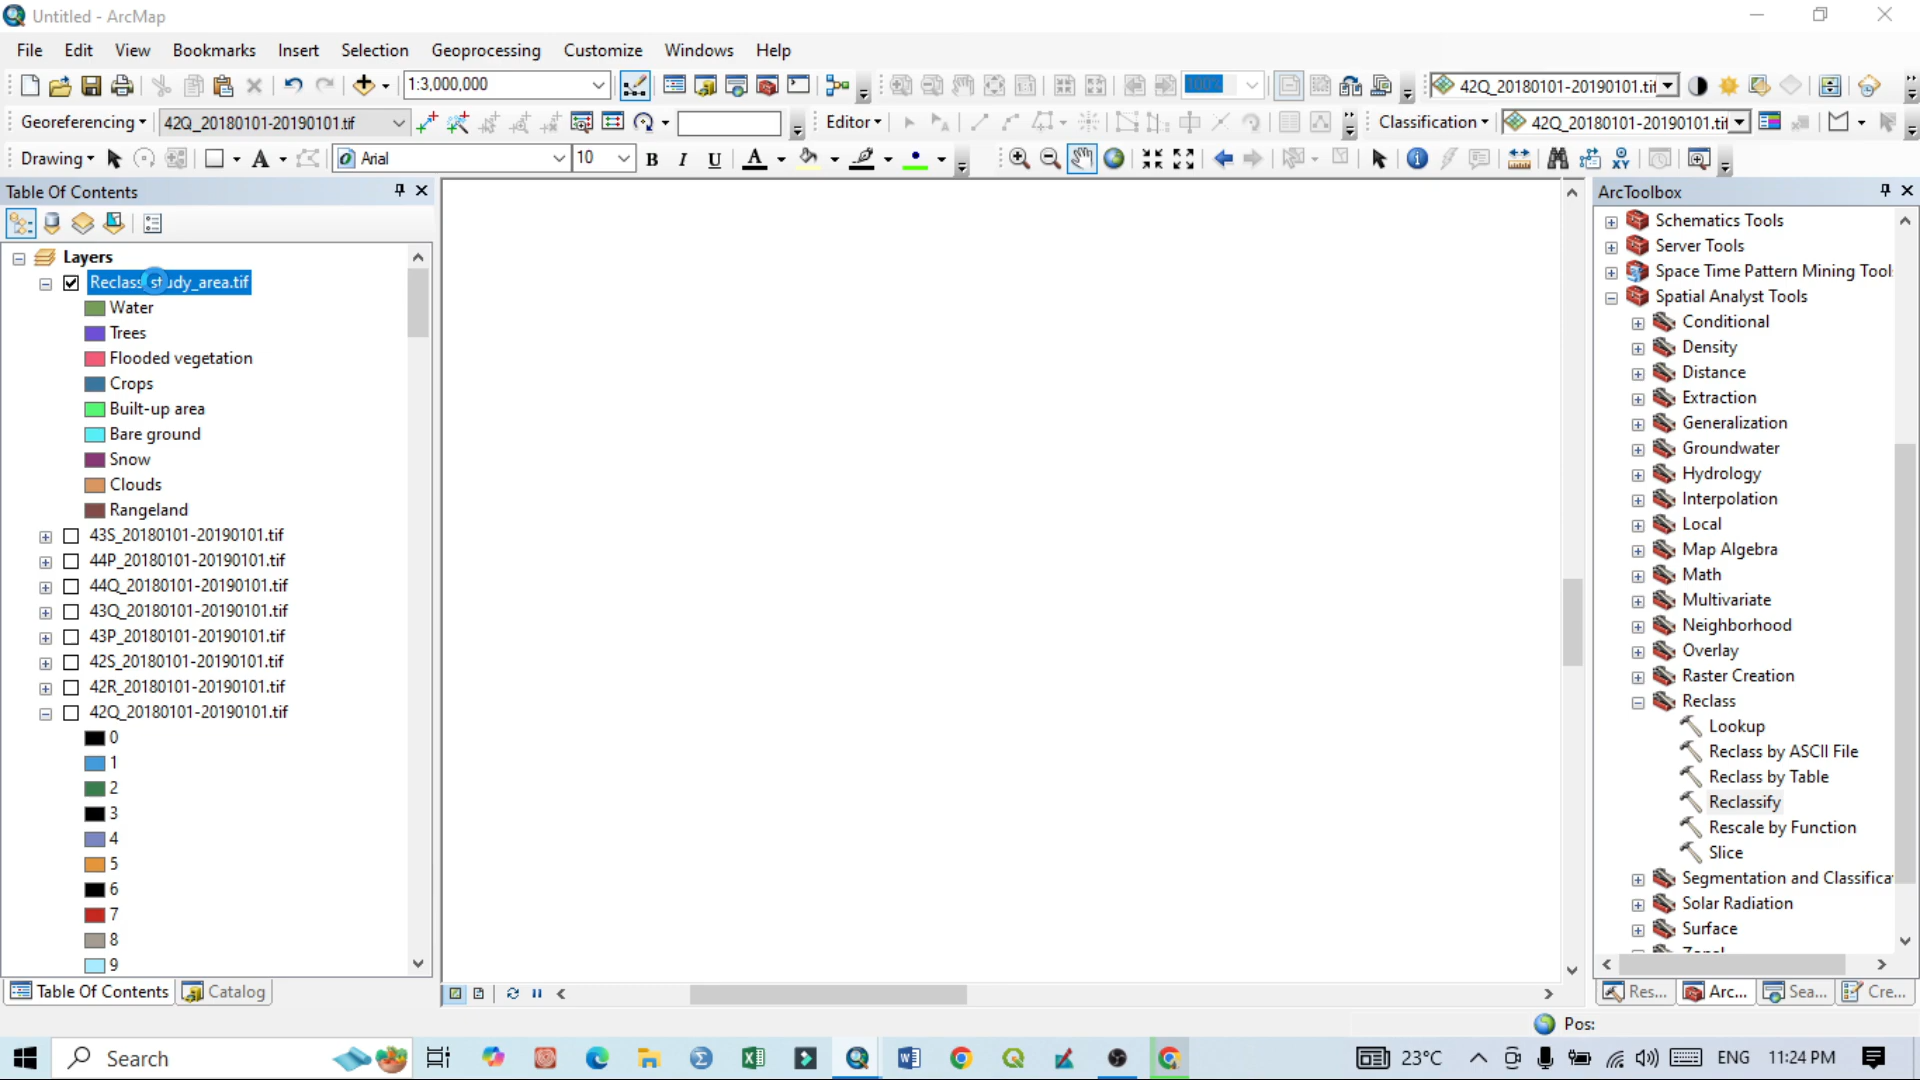 Untitled - ArcMap
File Edit View Bookmarks Insert Selection Geoprocessing Customize Windows Help
1:3,000,000 100% 42Q_20180101-20190101.tif
Georeferencing 42Q_20180101-20190101.tif Editor Classification 42Q_20180101-20190101.tif
Drawing A Arial 10 B I U A XY
Table Of Contents
ArcToolbox
Layers
Reclass_study_area.tif
Water
Trees
Flooded vegetation
Crops
Built-up area
Bare ground
Snow
Clouds
Rangeland
43S_20180101-20190101.tif
44P_20180101-20190101.tif
44Q_20180101-20190101.tif
43Q_20180101-20190101.tif
43P_20180101-20190101.tif
42S_20180101-20190101.tif
42R_20180101-20190101.tif
42Q_20180101-20190101.tif
0
1
2
3
4
5
6
7
8
9
Schematics Tools
Server Tools
Space Time Pattern Mining Tool
Spatial Analyst Tools
Conditional
Density
Distance
Extraction
Generalization
Groundwater
Hydrology
Interpolation
Local
Map Algebra
Math
Multivariate
Neighborhood
Overlay
Raster Creation
Reclass
Lookup
Reclass by ASCII File
Reclass by Table
Reclassify
Rescale by Function
Slice
Segmentation and Classifica
Solar Radiation
Surface
Table Of Contents Catalog
Res... Arc... Sea... Cre...
Pos:
Search 23°C ENG 11:24 PM